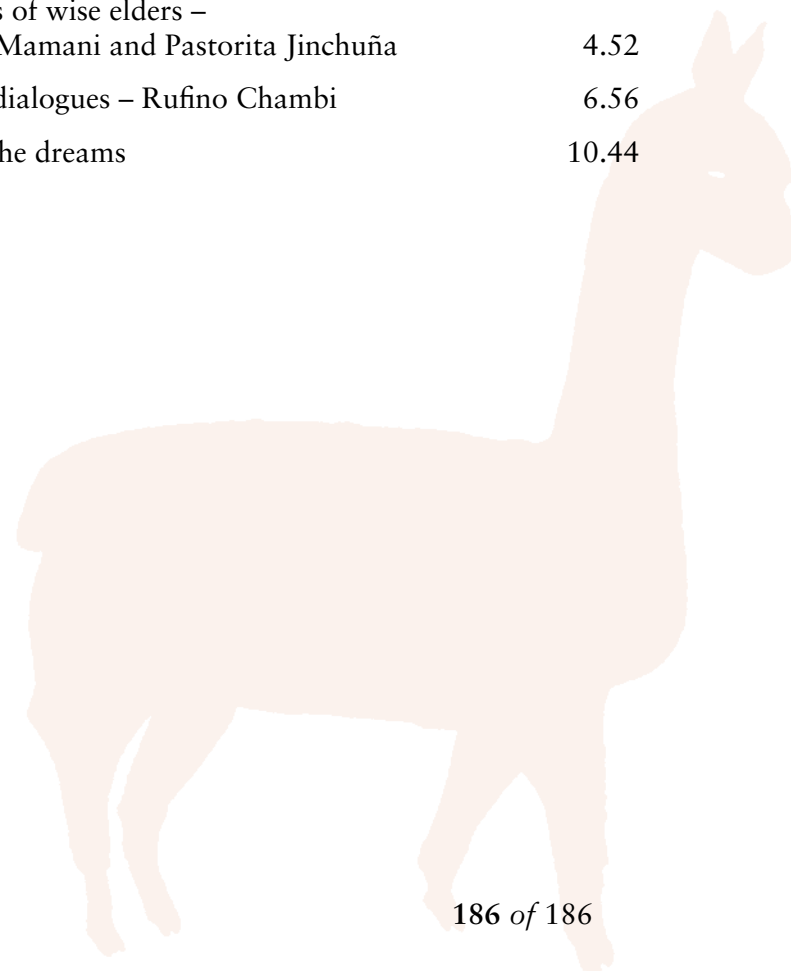 s of wise elders –
Mamani and Pastorita Jinchuña 4.52
dialogues – Rufino Chambi 6.56
he dreams 10.44
186 of 186